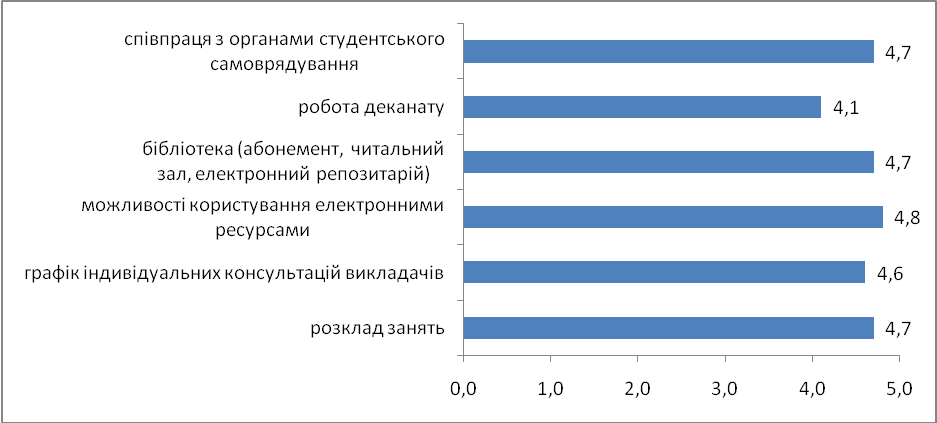 співпраця з органами студентського
самоврядування
4,7
робота деканату
4,1
бібліотека (абонемент, читальний
зал, електронний репозитарій)
4,7
можливості користування електронними
ресурсами
4,8
графік індивідуальних консультацій викладачів
4,6
розклад занять
4,7
0,0 1,0 2,0 3,0 4,0 5,0